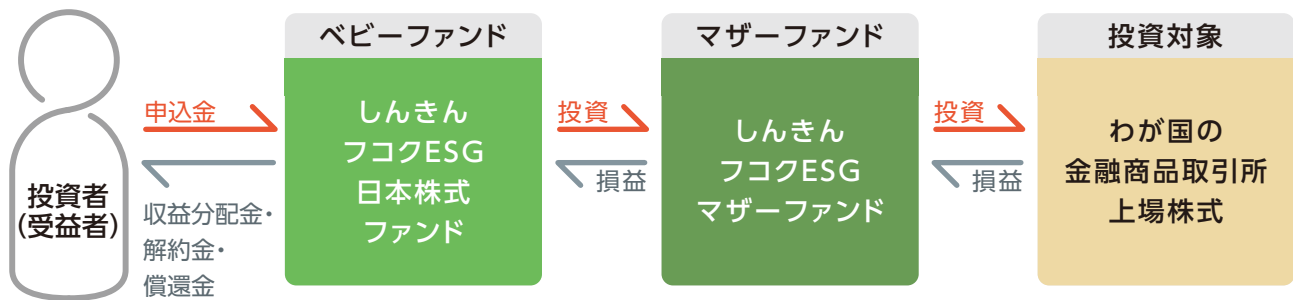 ベビーファンド
マザーファンド
投資対象
投資者
(受益者)
申込金
収益分配金・
解約金・
償還金
しんきん
フコクESG
日本株式
ファンド
投資
損益
しんきん
フコクESG
マザーファンド
投資
損益
わが国の
金融商品取引所
上場株式